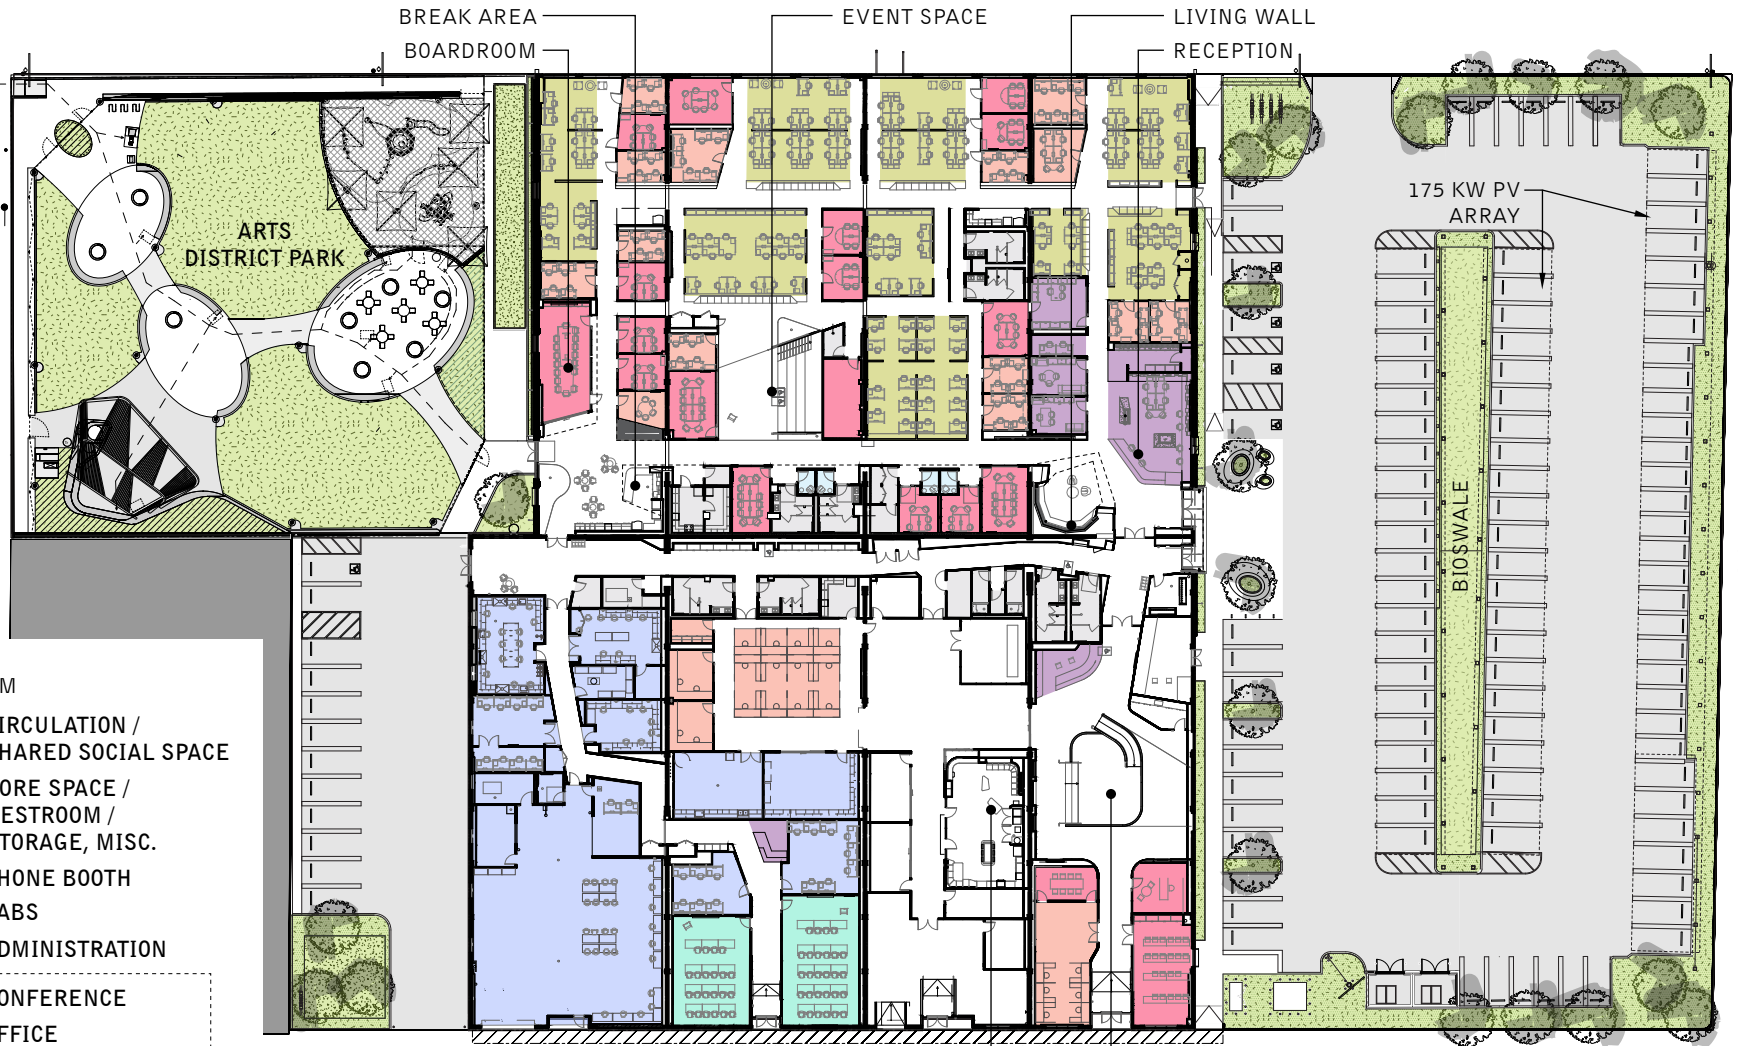 BREAK AREA
EVENT SPACE
LIVING WALL
BOARDROOM
RECEPTION
175 KW PV
ARRAY
ARTS
DISTRICT PARK
BIOSWALE
M
IRCULATION /
HARED SOCIAL SPACE
ORE SPACE /
ESTROOM /
TORAGE, MISC.
HONE BOOTH
ABS
DMINISTRATION
ONFERENCE
FFICE